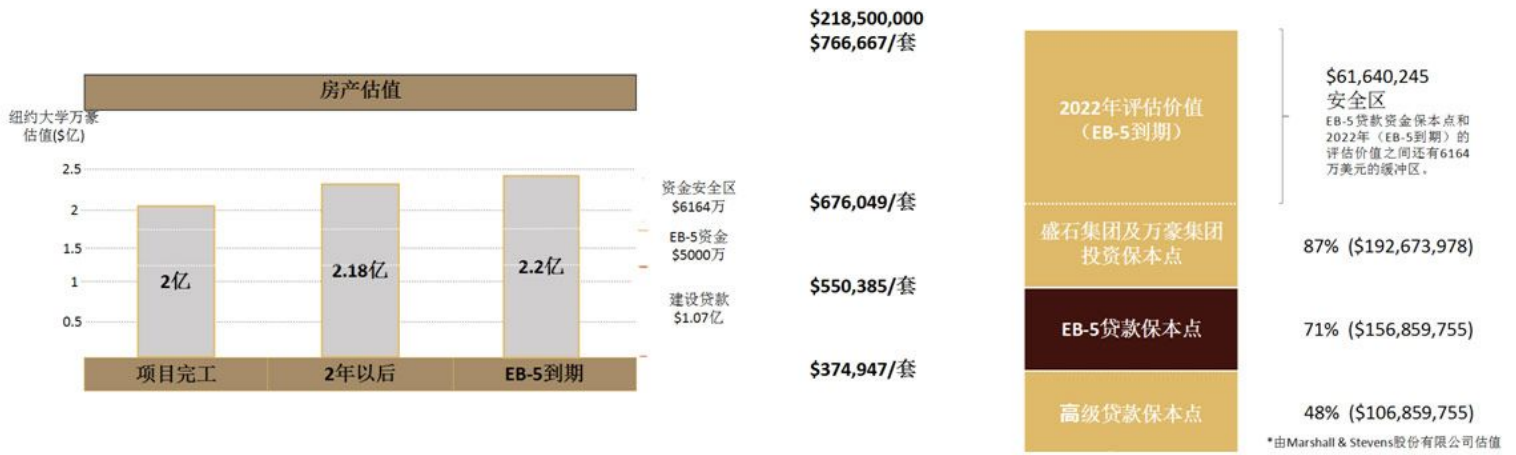 房产估值
纽约大学万豪
估值($亿)
2.5
2
1.5
1
0.5
2亿
2.18亿
2.2亿
项目完工
2年以后
EB-5到期
资金安全区
$6164万
EB-5资金
$5000万
建设贷款
$1.07亿
$218,500,000
$766,667/套
$676,049/套
$550,385/套
$374,947/套
2022年评估价值
（EB-5到期）
盛石集团及万豪集团
投资保本点
EB-5贷款保本点
高级贷款保本点
$61,640,245
安全区
EB-5贷款资金保本点和
2022年（EB-5到期）的
评估价值之间还有6164
万美元的缓冲区。
87% ($192,673,978)
71% ($156,859,755)
48% ($106,859,755)
*由Marshall & Stevens股份有限公司估值